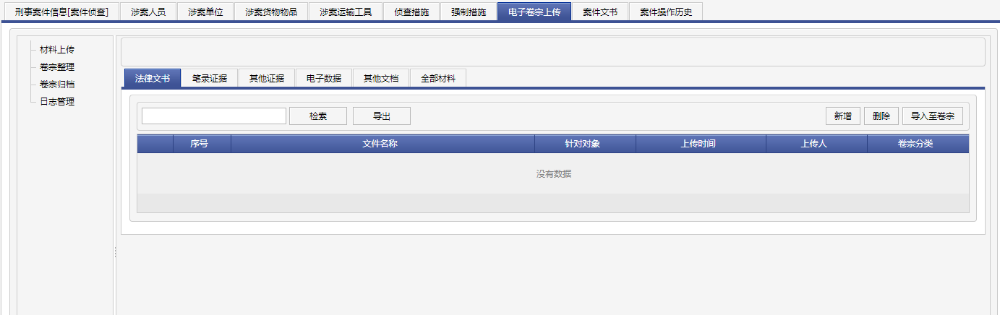 刑事案件信息[案件侦查] 涉案人员 涉案单位 涉案货物物品 涉案运输工具 侦查措施 强制措施 电子卷宗上传 案件文书 案件操作历史
材料上传
卷宗整理
卷宗归档
日志管理
法律文书 笔录证据 其他证据 电子数据 其他文档 全部材料
检索 导出 新增 删除 导入至卷宗
序号 文件名称 针对对象 上传时间 上传人 卷宗分类
没有数据